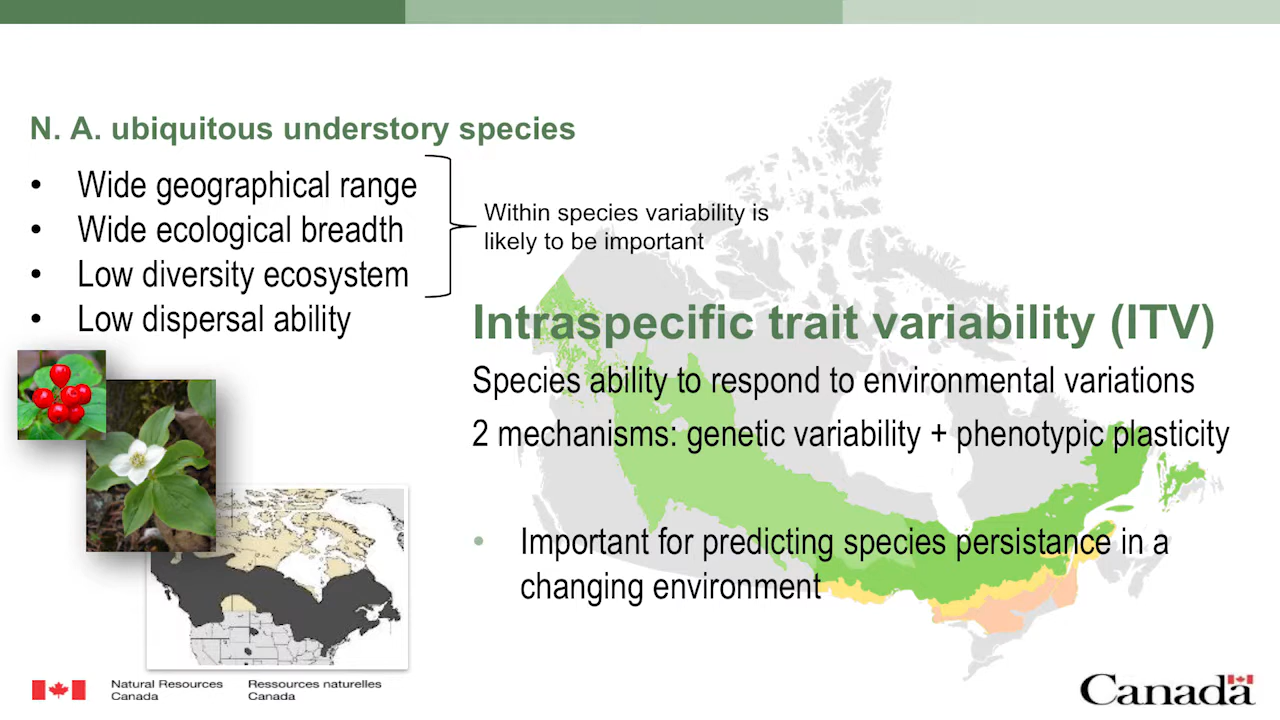 N. A. ubiquitous understory species
• Wide geographical range
• Wide ecological breadth
• Low diversity ecosystem
• Low dispersal ability
Within species variability is
likely to be important
Intraspecific trait variability (ITV)
Species ability to respond to environmental variations
2 mechanisms: genetic variability + phenotypic plasticity
• Important for predicting species persistance in a
changing environment
Natural Resources
Canada
Ressources naturelles
Canada
Canada